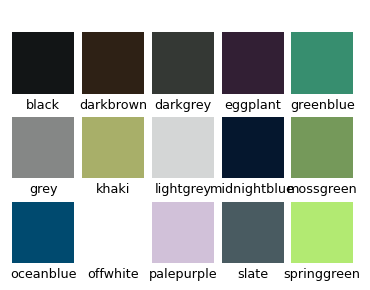 black darkbrown darkgrey eggplant greenblue
grey khaki lightgrey midnightblue mossgreen
oceanblue offwhite palepurple slate springgreen